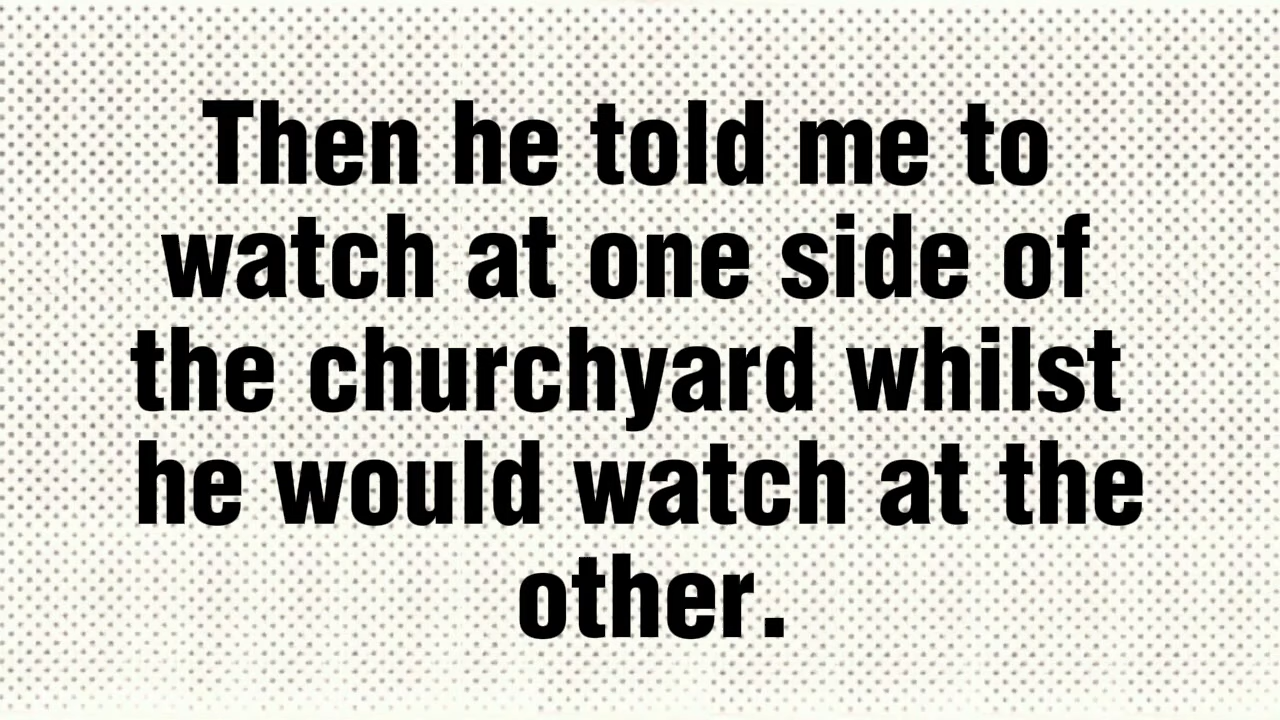 Then he told me to
watch at one side of
the churchyard whilst
he would watch at the
other.